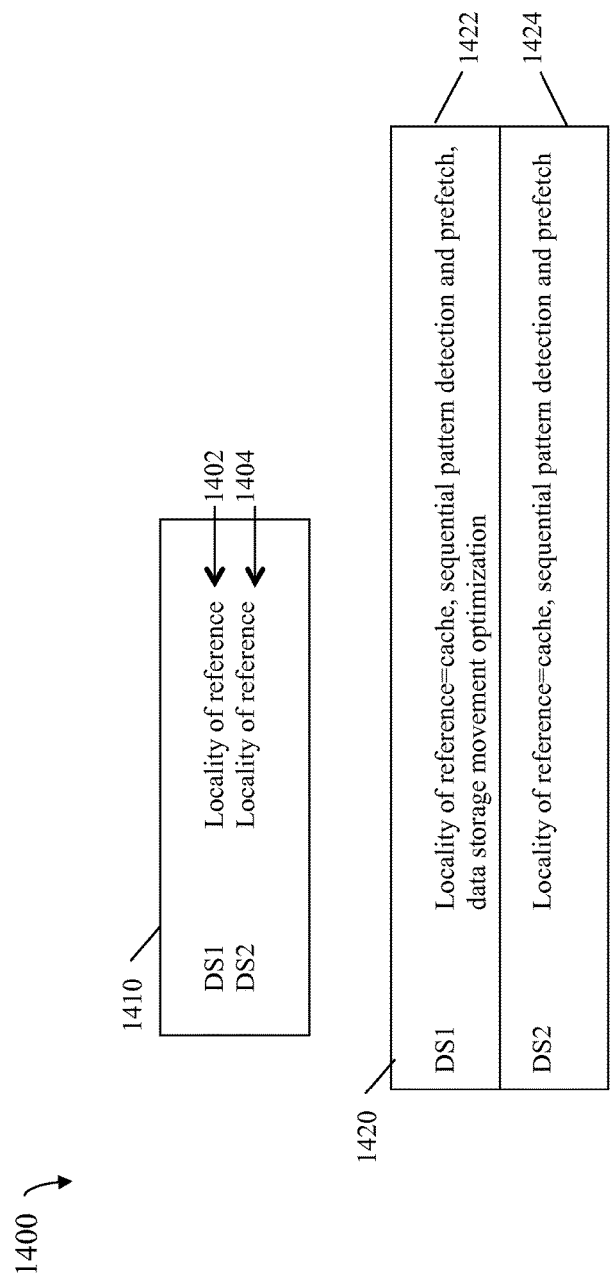 1400
1410
DS1 Locality of reference
1402
DS2 Locality of reference
1404
1420
DS1 Locality of reference=cache, sequential pattern detection and prefetch,
data storage movement optimization
1422
DS2 Locality of reference=cache, sequential pattern detection and prefetch
1424